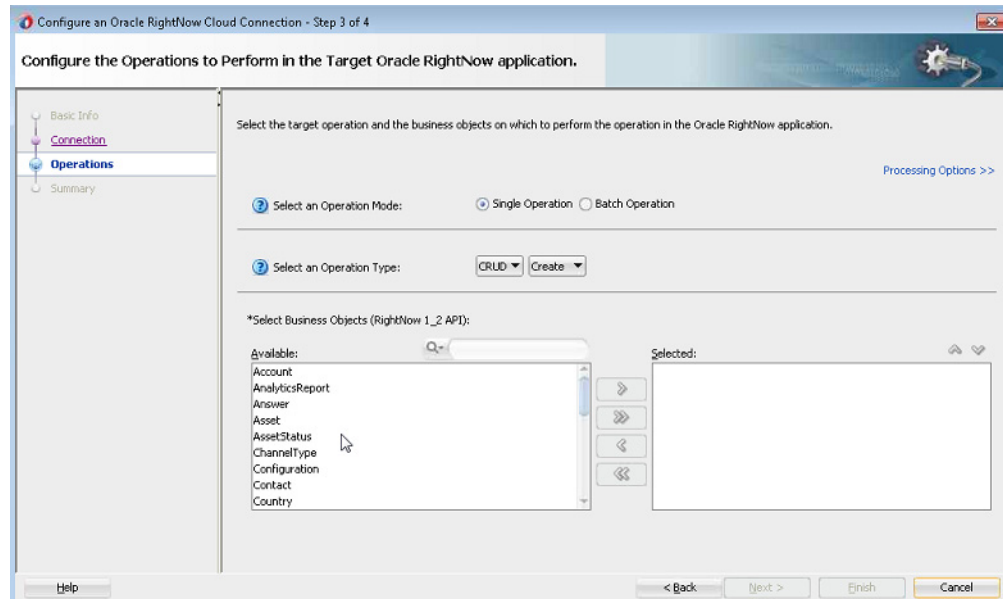 Configure an Oracle RightNow Cloud Connection - Step 3 of 4
Configure the Operations to Perform in the Target Oracle RightNow application.
Basic Info
Connection
Operations
Summary
Select the target operation and the business objects on which to perform the operation in the Oracle RightNow application.
Processing Options >>
Select an Operation Mode: Single Operation Batch Operation
Select an Operation Type: CRUD Create
*Select Business Objects (RightNow 1_2 API):
Available:
Account
AnalyticsReport
Answer
Asset
AssetStatus
ChannelType
Configuration
Contact
Country
Selected:
Help < Back Next > Finish Cancel